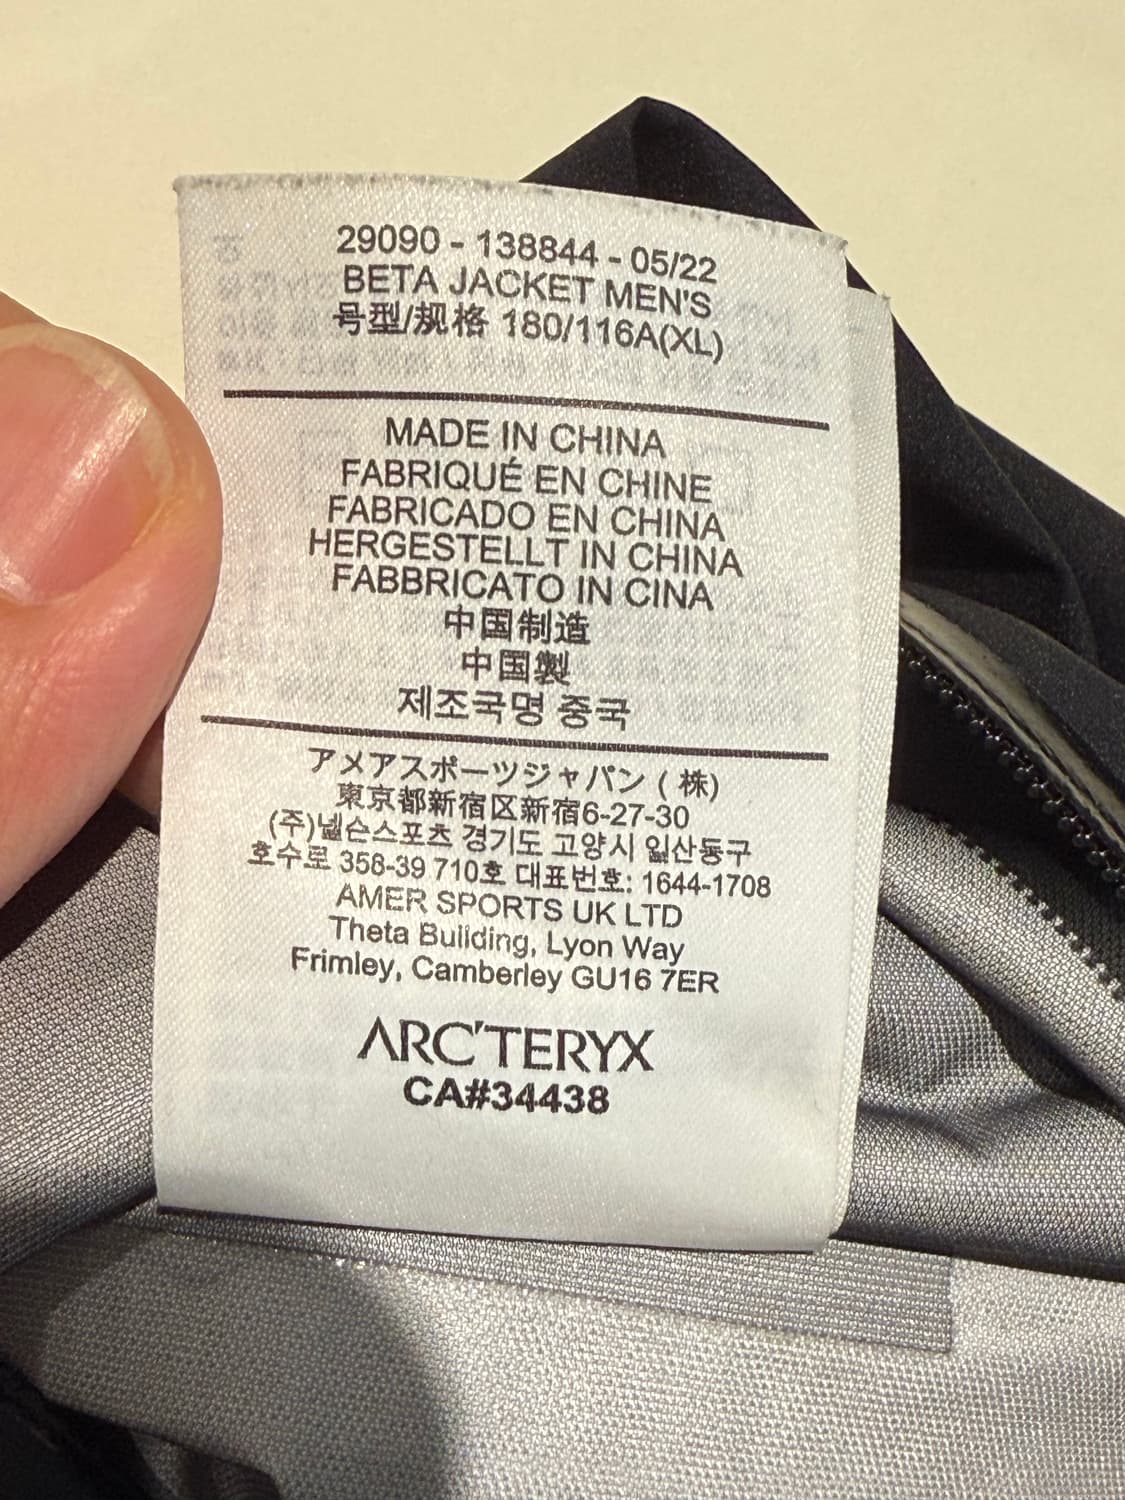 29090 - 138844 - 05/22
BETA JACKET MEN'S
号型/规格 180/116A(XL)
MADE IN CHINA
FABRIQUÉ EN CHINE
FABRICADO EN CHINA
HERGESTELLT IN CHINA
FABBRICATO IN CINA
中国制造
中国製
제조국명 중국
アメアスポーツジャパン ( 株)
東京都新宿区新宿6-27-30
(주)넬슨스포츠 경기도 고양시 일산동구
호수로 358-39 710호 대표번호: 1644-1708
AMER SPORTS UK LTD
Theta Building, Lyon Way
Frimley, Camberley GU16 7ER
ARC'TERYX
CA#34438